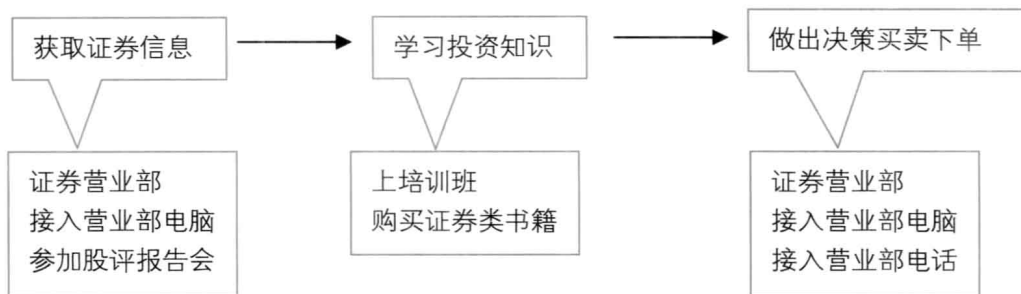 获取证券信息
学习投资知识
做出决策买卖下单
证券营业部
接入营业部电脑
参加股评报告会
上培训班
购买证券类书籍
证券营业部
接入营业部电脑
接入营业部电话